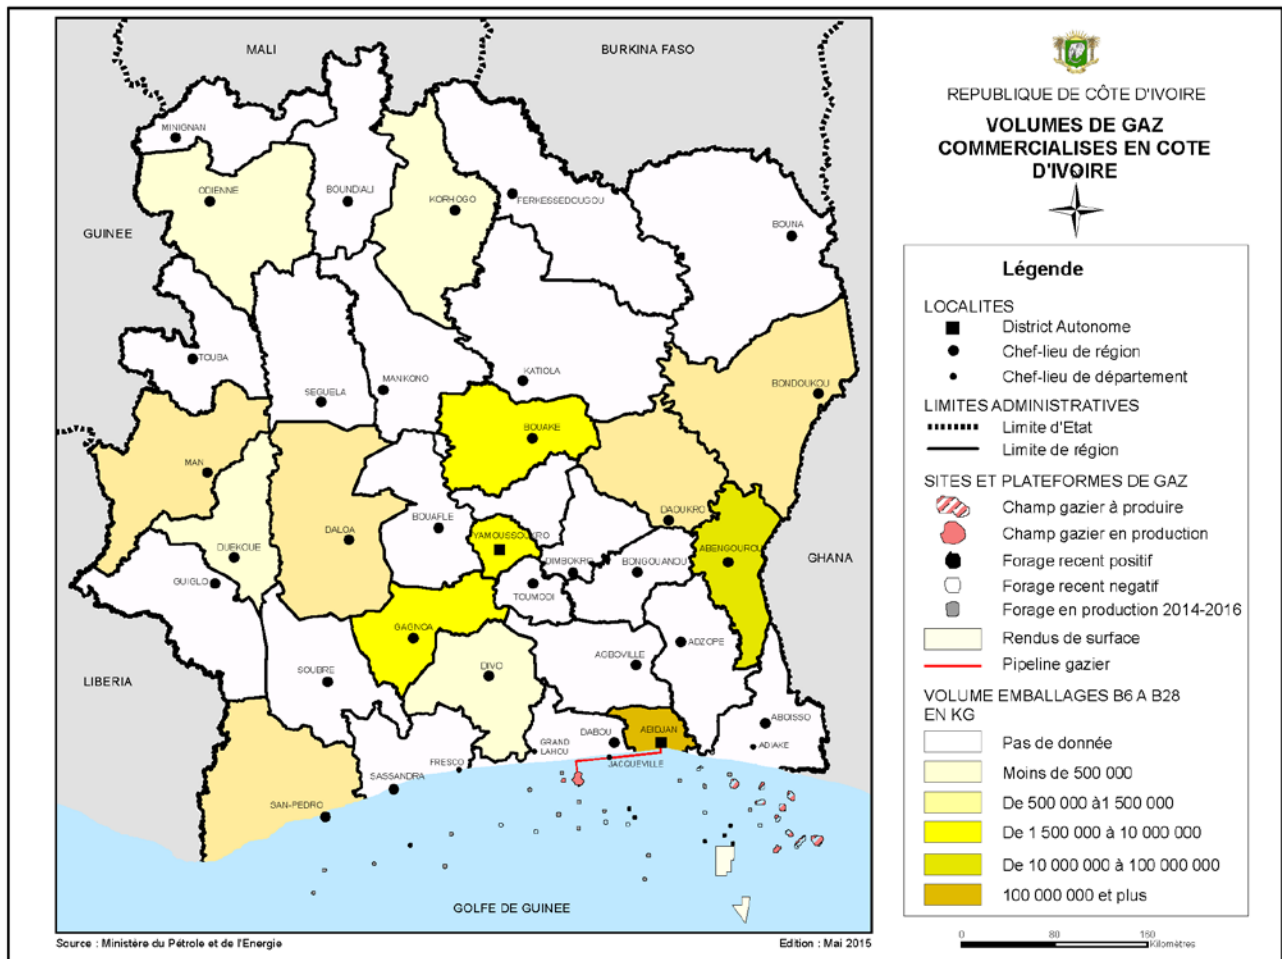 MALI
BURKINA FASO
MINIGNAN
ODIENNE
BOUNDIALI
KORHOGO
FERKESSEDOUGOU
BOUNA
GUINEE
TOUBA
SEGUELA
MANKONO
KATIOLA
BONDOUKOU
BOUAKE
MAN
DALOA
BOUAFLE
YAMOUSSOUKRO
DAOUKRO
DUEKOUE
DIMBOKRO
BONGOUANOU
ABENGOUROU
GHANA
GUIGLO
TOUMODI
GAGNOA
ADZOPE
LIBERIA
SOUBRE
DIVO
AGBOVILLE
ABOISSO
ABIDJAN
DABOU
ADIAKE
GRAND
LAHOU
JACQUEVILLE
FRESCO
SASSANDRA
SAN-PEDRO
GOLFE DE GUINEE
Source : Ministère du Pétrole et de l'Energie
Edition : Mai 2015
REPUBLIQUE DE CÔTE D'IVOIRE
VOLUMES DE GAZ
COMMERCIALISES EN COTE
D'IVOIRE
Légende
LOCALITES
District Autonome
Chef-lieu de région
Chef-lieu de département
LIMITES ADMINISTRATIVES
Limite d'Etat
Limite de région
SITES ET PLATEFORMES DE GAZ
Champ gazier à produire
Champ gazier en production
Forage recent positif
Forage recent negatif
Forage en production 2014-2016
Rendus de surface
Pipeline gazier
VOLUME EMBALLAGES B6 A B28
EN KG
Pas de donnée
Moins de 500 000
De 500 000 à1 500 000
De 1 500 000 à 10 000 000
De 10 000 000 à 100 000 000
100 000 000 et plus
0 80 160
Kilomètres